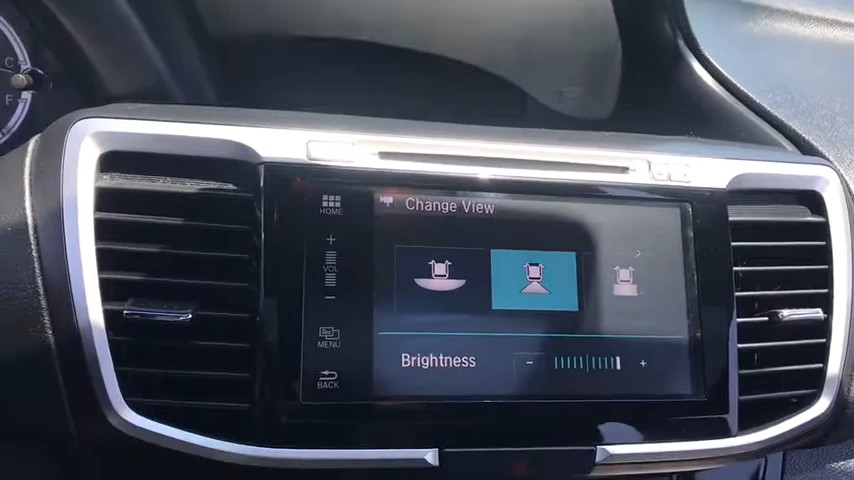 C
F
HOME
Change View
+
VOL
−
MENU
Brightness
−
+
BACK